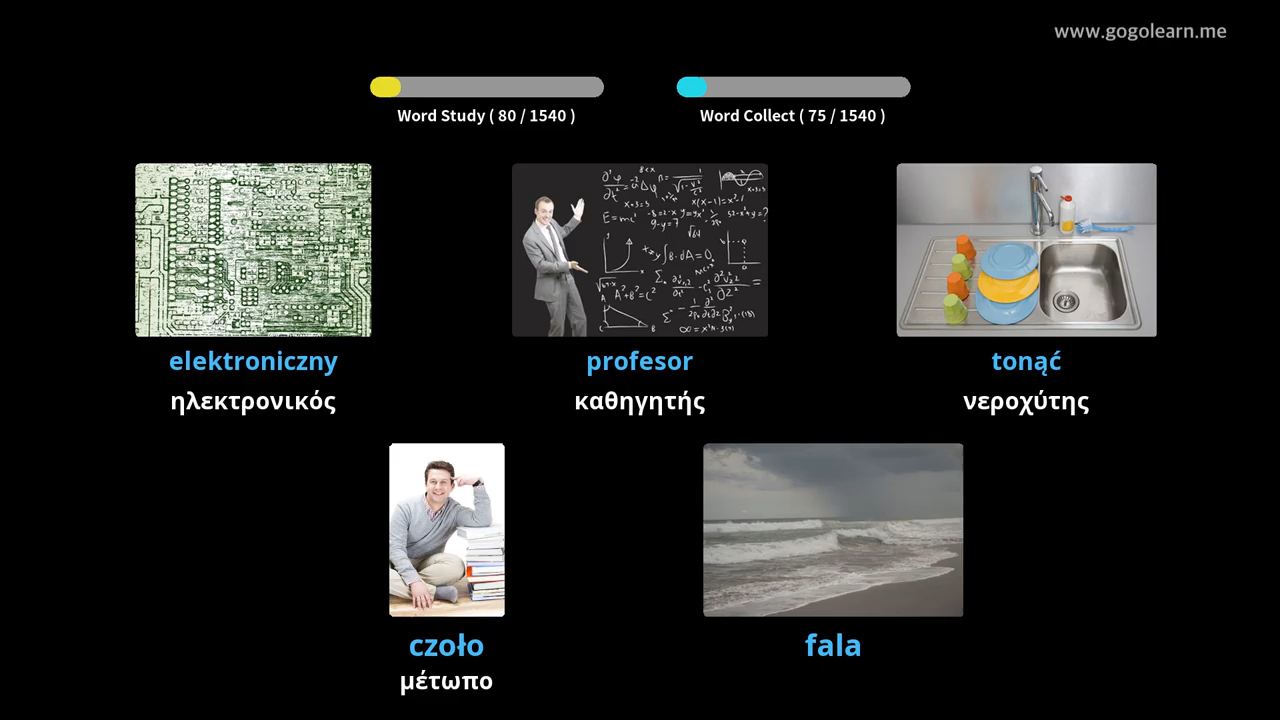 www.gogolearn.me
Word Study ( 80 / 1540 )
Word Collect ( 75 / 1540 )
elektroniczny
profesor
tonąć
ηλεκτρονικός
καθηγητής
νεροχύτης
czoło
fala
μέτωπο